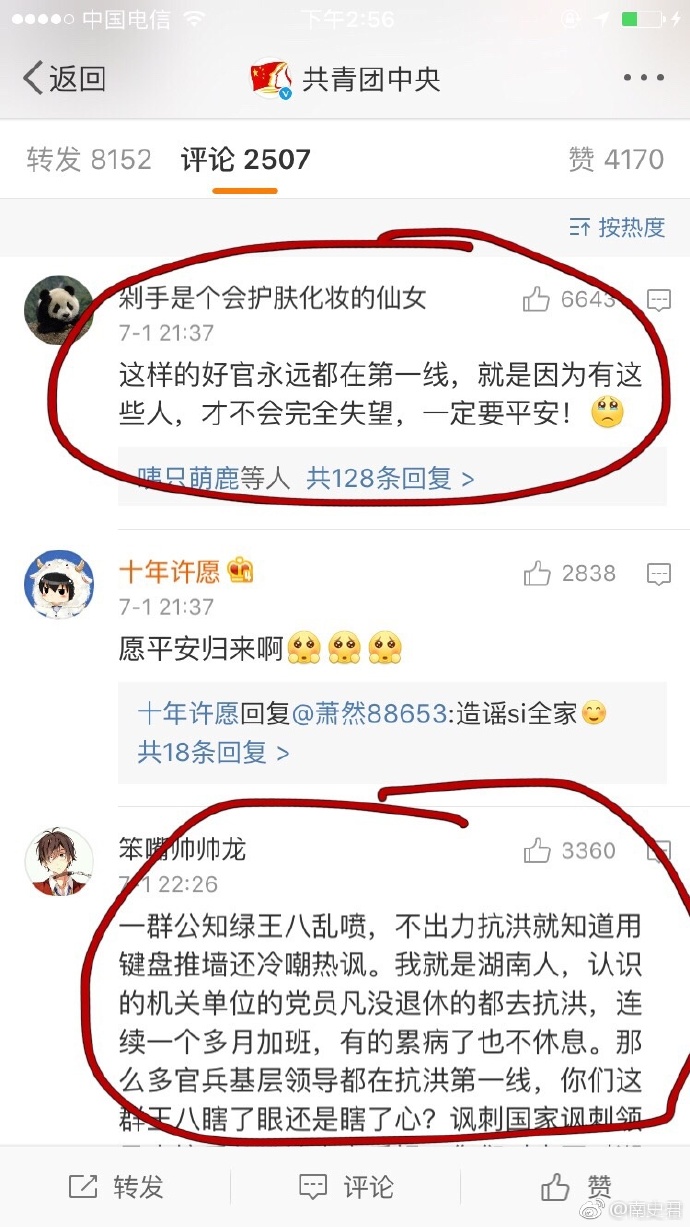 中国电信
下午2:56
返回
共青团中央
转发 8152
评论 2507
赞 4170
按热度
剁手是个会护肤化妆的仙女
6643
7-1 21:37
这样的好官永远都在第一线，就是因为有这
些人，才不会完全失望，一定要平安！
咦只萌鹿等人 共128条回复 >
十年许愿
2838
7-1 21:37
愿平安归来啊
十年许愿回复@萧然88653:造谣si全家
共18条回复 >
笨嘴帅帅龙
3360
7-1 22:26
一群公知绿王八乱喷，不出力抗洪就知道用
键盘推墙还冷嘲热讽。我就是湖南人，认识
的机关单位的党员凡没退休的都去抗洪，连
续一个多月加班，有的累病了也不休息。那
么多官兵基层领导都在抗洪第一线，你们这
群王八瞎了眼还是瞎了心？讽刺国家讽刺领
转发
评论
赞
@南史君